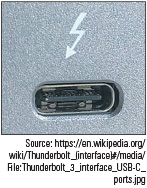 Source: https://en.wikipedia.org/
wiki/Thunderbolt_(interface)#/media/
File:Thunderbolt_3_interface_USB-C_
ports.jpg